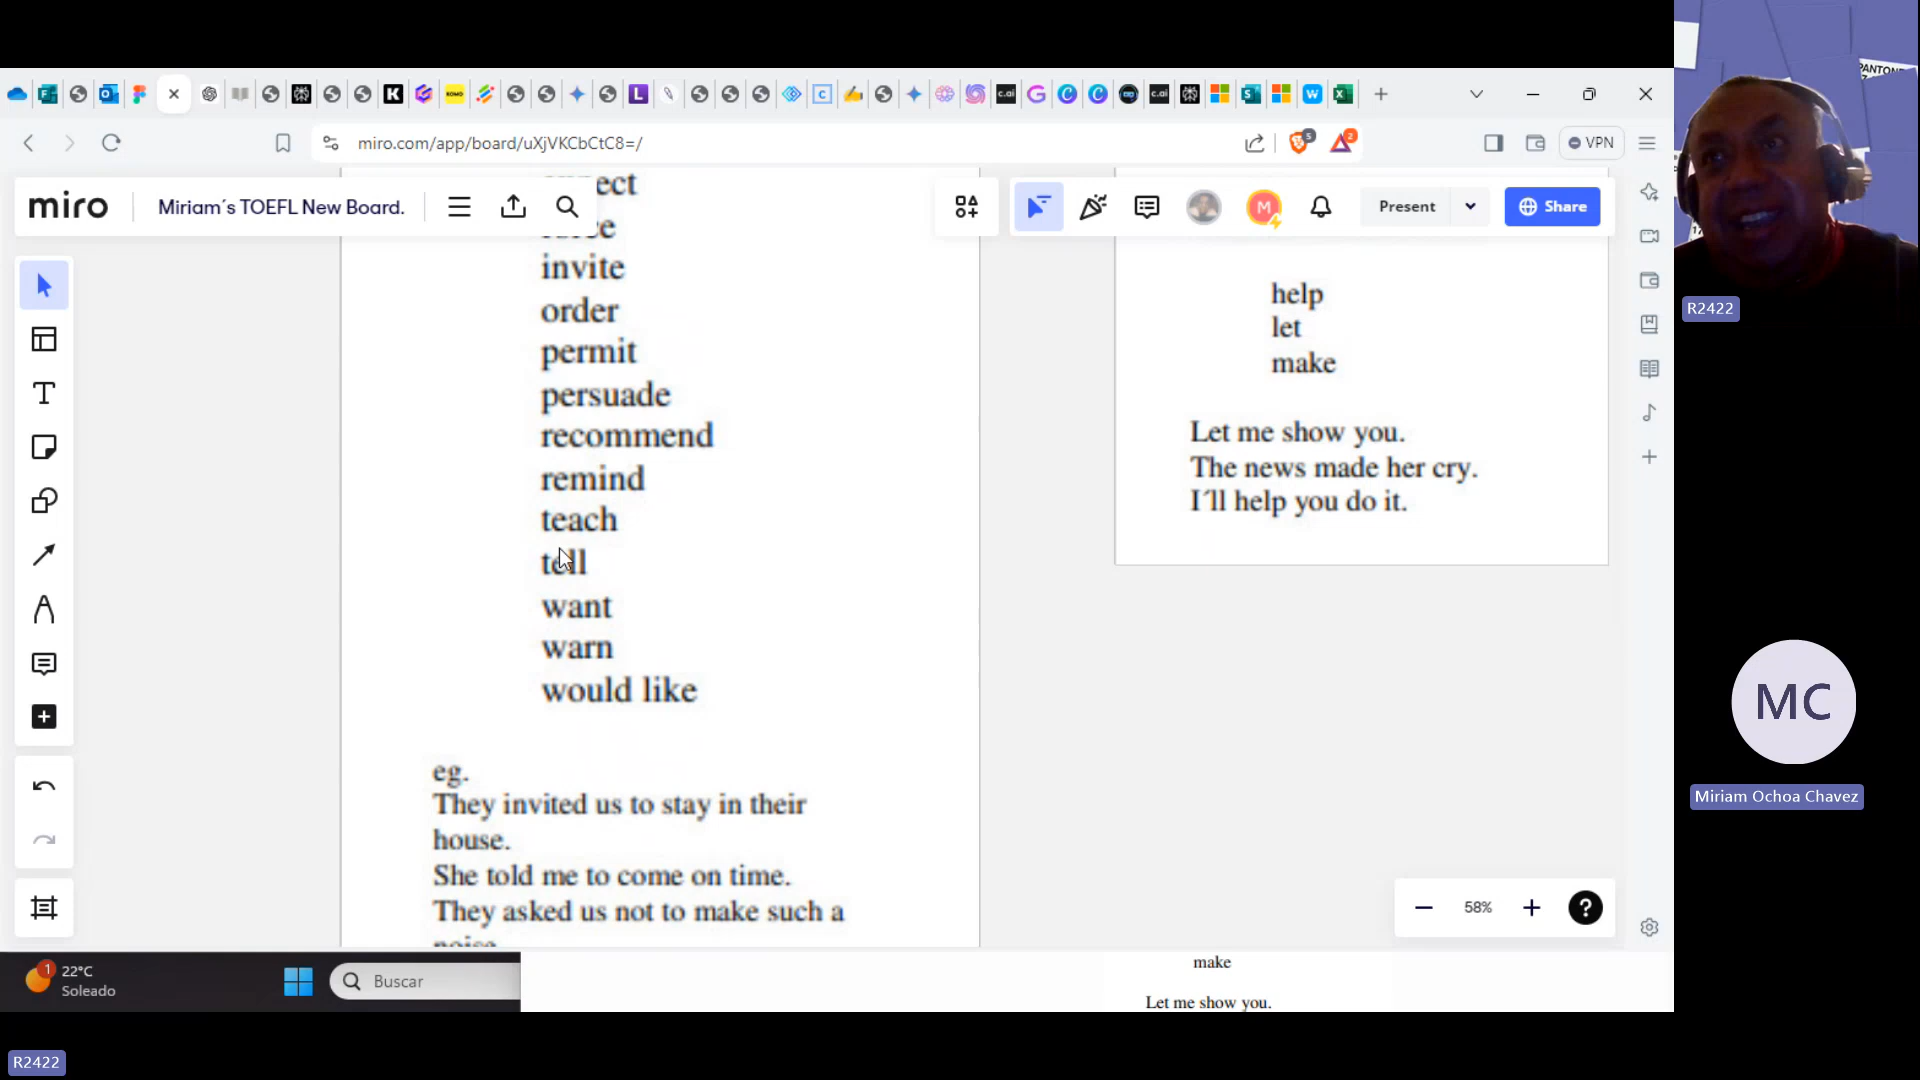 miro.com/app/board/uXjVKCbCtC8=/
VPN
miro
Miriam´s TOEFL New Board.
Present
Share
invite
order
permit
persuade
recommend
remind
teach
tell
want
warn
would like
eg.
They invited us to stay in their
house.
She told me to come on time.
They asked us not to make such a
help
let
make
Let me show you.
The news made her cry.
I´ll help you do it.
58%
22°C
Soleado
Buscar
make
Let me show you.
PANTONE
R2422
MC
Miriam Ochoa Chavez
R2422